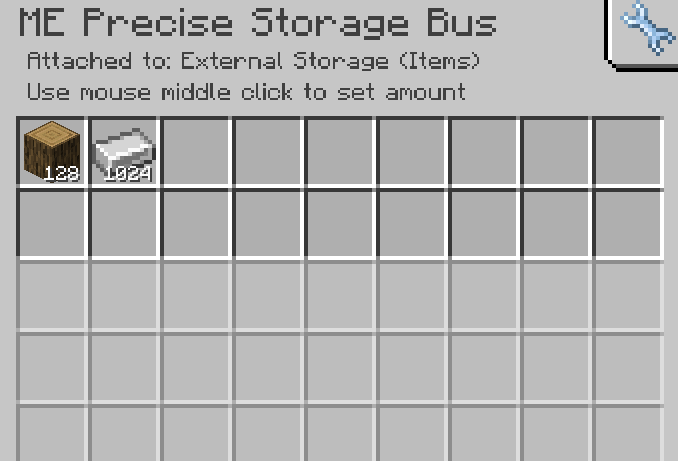 ME Precise Storage Bus
Attached to: External Storage (Items)
Use mouse middle click to set amount
128 1024